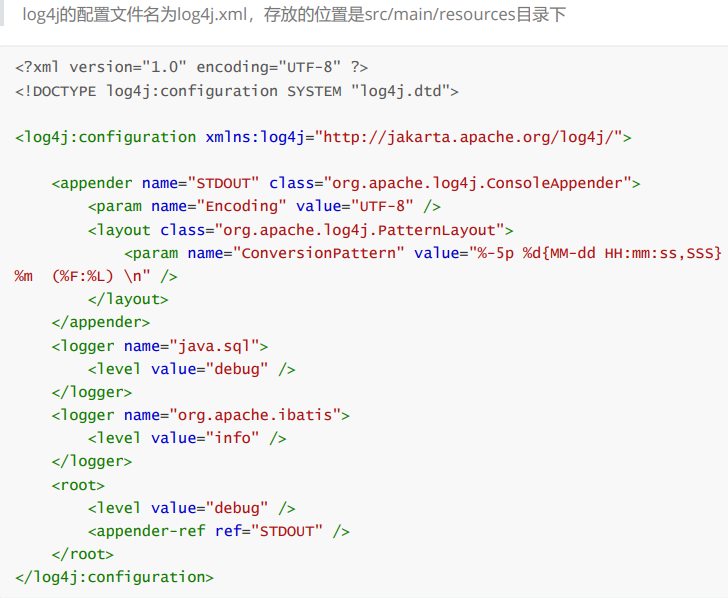 log4j的配置文件名为log4j.xml，存放的位置是src/main/resources目录下
<?xml version="1.0" encoding="UTF-8" ?>
<!DOCTYPE log4j:configuration SYSTEM "log4j.dtd">
<log4j:configuration xmlns:log4j="http://jakarta.apache.org/log4j/">
    <appender name="STDOUT" class="org.apache.log4j.ConsoleAppender">
        <param name="Encoding" value="UTF-8" />
        <layout class="org.apache.log4j.PatternLayout">
            <param name="ConversionPattern" value="%-5p %d{MM-dd HH:mm:ss,SSS}
%m  (%F:%L) \n" />
        </layout>
    </appender>
    <logger name="java.sql">
        <level value="debug" />
    </logger>
    <logger name="org.apache.ibatis">
        <level value="info" />
    </logger>
    <root>
        <level value="debug" />
        <appender-ref ref="STDOUT" />
    </root>
</log4j:configuration>